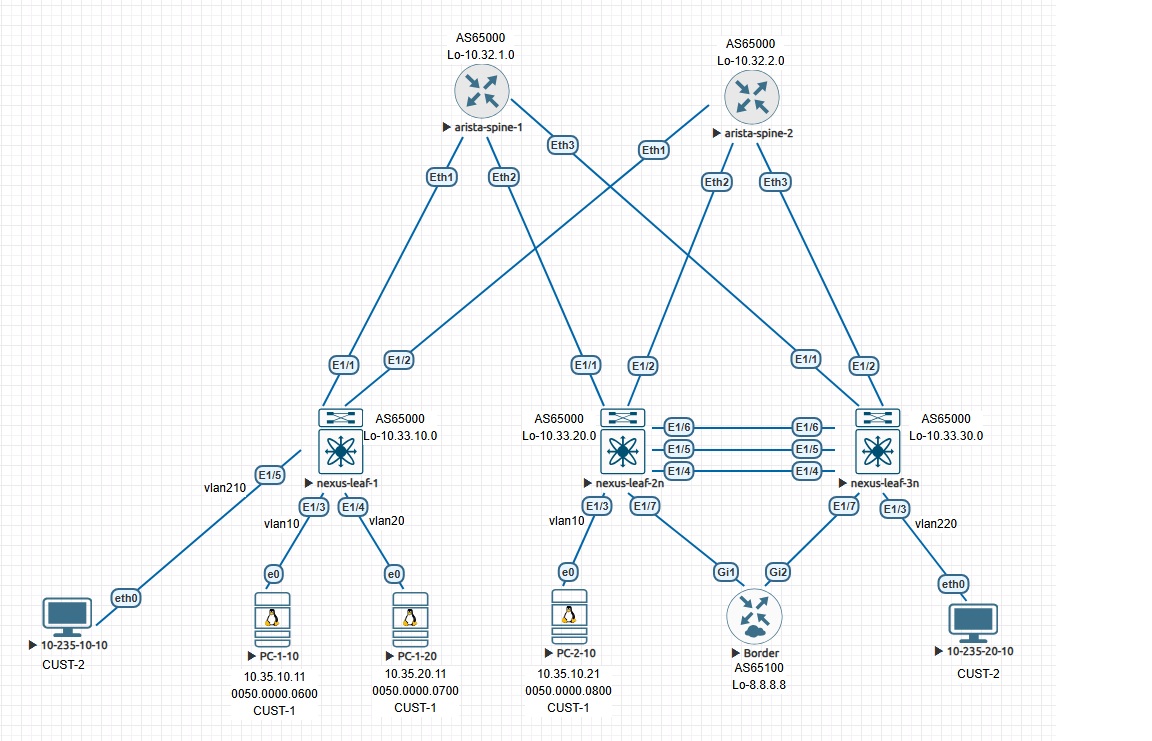 AS65000
Lo-10.32.1.0
arista-spine-1
AS65000
Lo-10.32.2.0
arista-spine-2
Eth3
Eth1
Eth1
Eth2
Eth2
Eth3
E1/1
E1/2
E1/1
E1/2
E1/1
E1/2
AS65000
Lo-10.33.10.0
nexus-leaf-1
AS65000
Lo-10.33.20.0
nexus-leaf-2n
AS65000
Lo-10.33.30.0
nexus-leaf-3n
E1/6
E1/6
E1/5
E1/5
E1/4
E1/4
E1/5
vlan210
E1/3
vlan10
E1/4
vlan20
E1/3
vlan10
E1/7
E1/7
E1/3
vlan220
eth0
e0
e0
e0
Gi1
Gi2
eth0
10-235-10-10
CUST-2
PC-1-10
10.35.10.11
0050.0000.0600
CUST-1
PC-1-20
10.35.20.11
0050.0000.0700
CUST-1
PC-2-10
10.35.10.21
0050.0000.0800
CUST-1
Border
AS65100
Lo-8.8.8.8
10-235-20-10
CUST-2